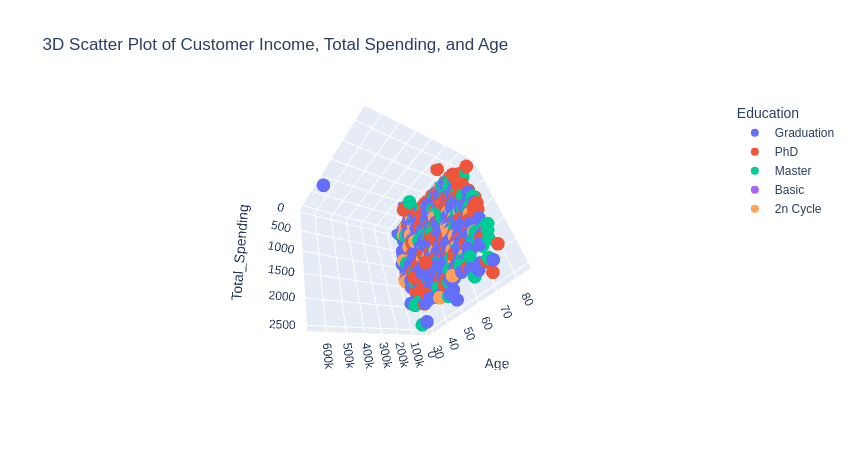 3D Scatter Plot of Customer Income, Total Spending, and Age
Education
Graduation
PhD
Master
Basic
2n Cycle
Total_Spending
0
500
1000
1500
2000
2500
600k
500k
400k
300k
200k
100k
0
30
40
50
60
70
80
Age